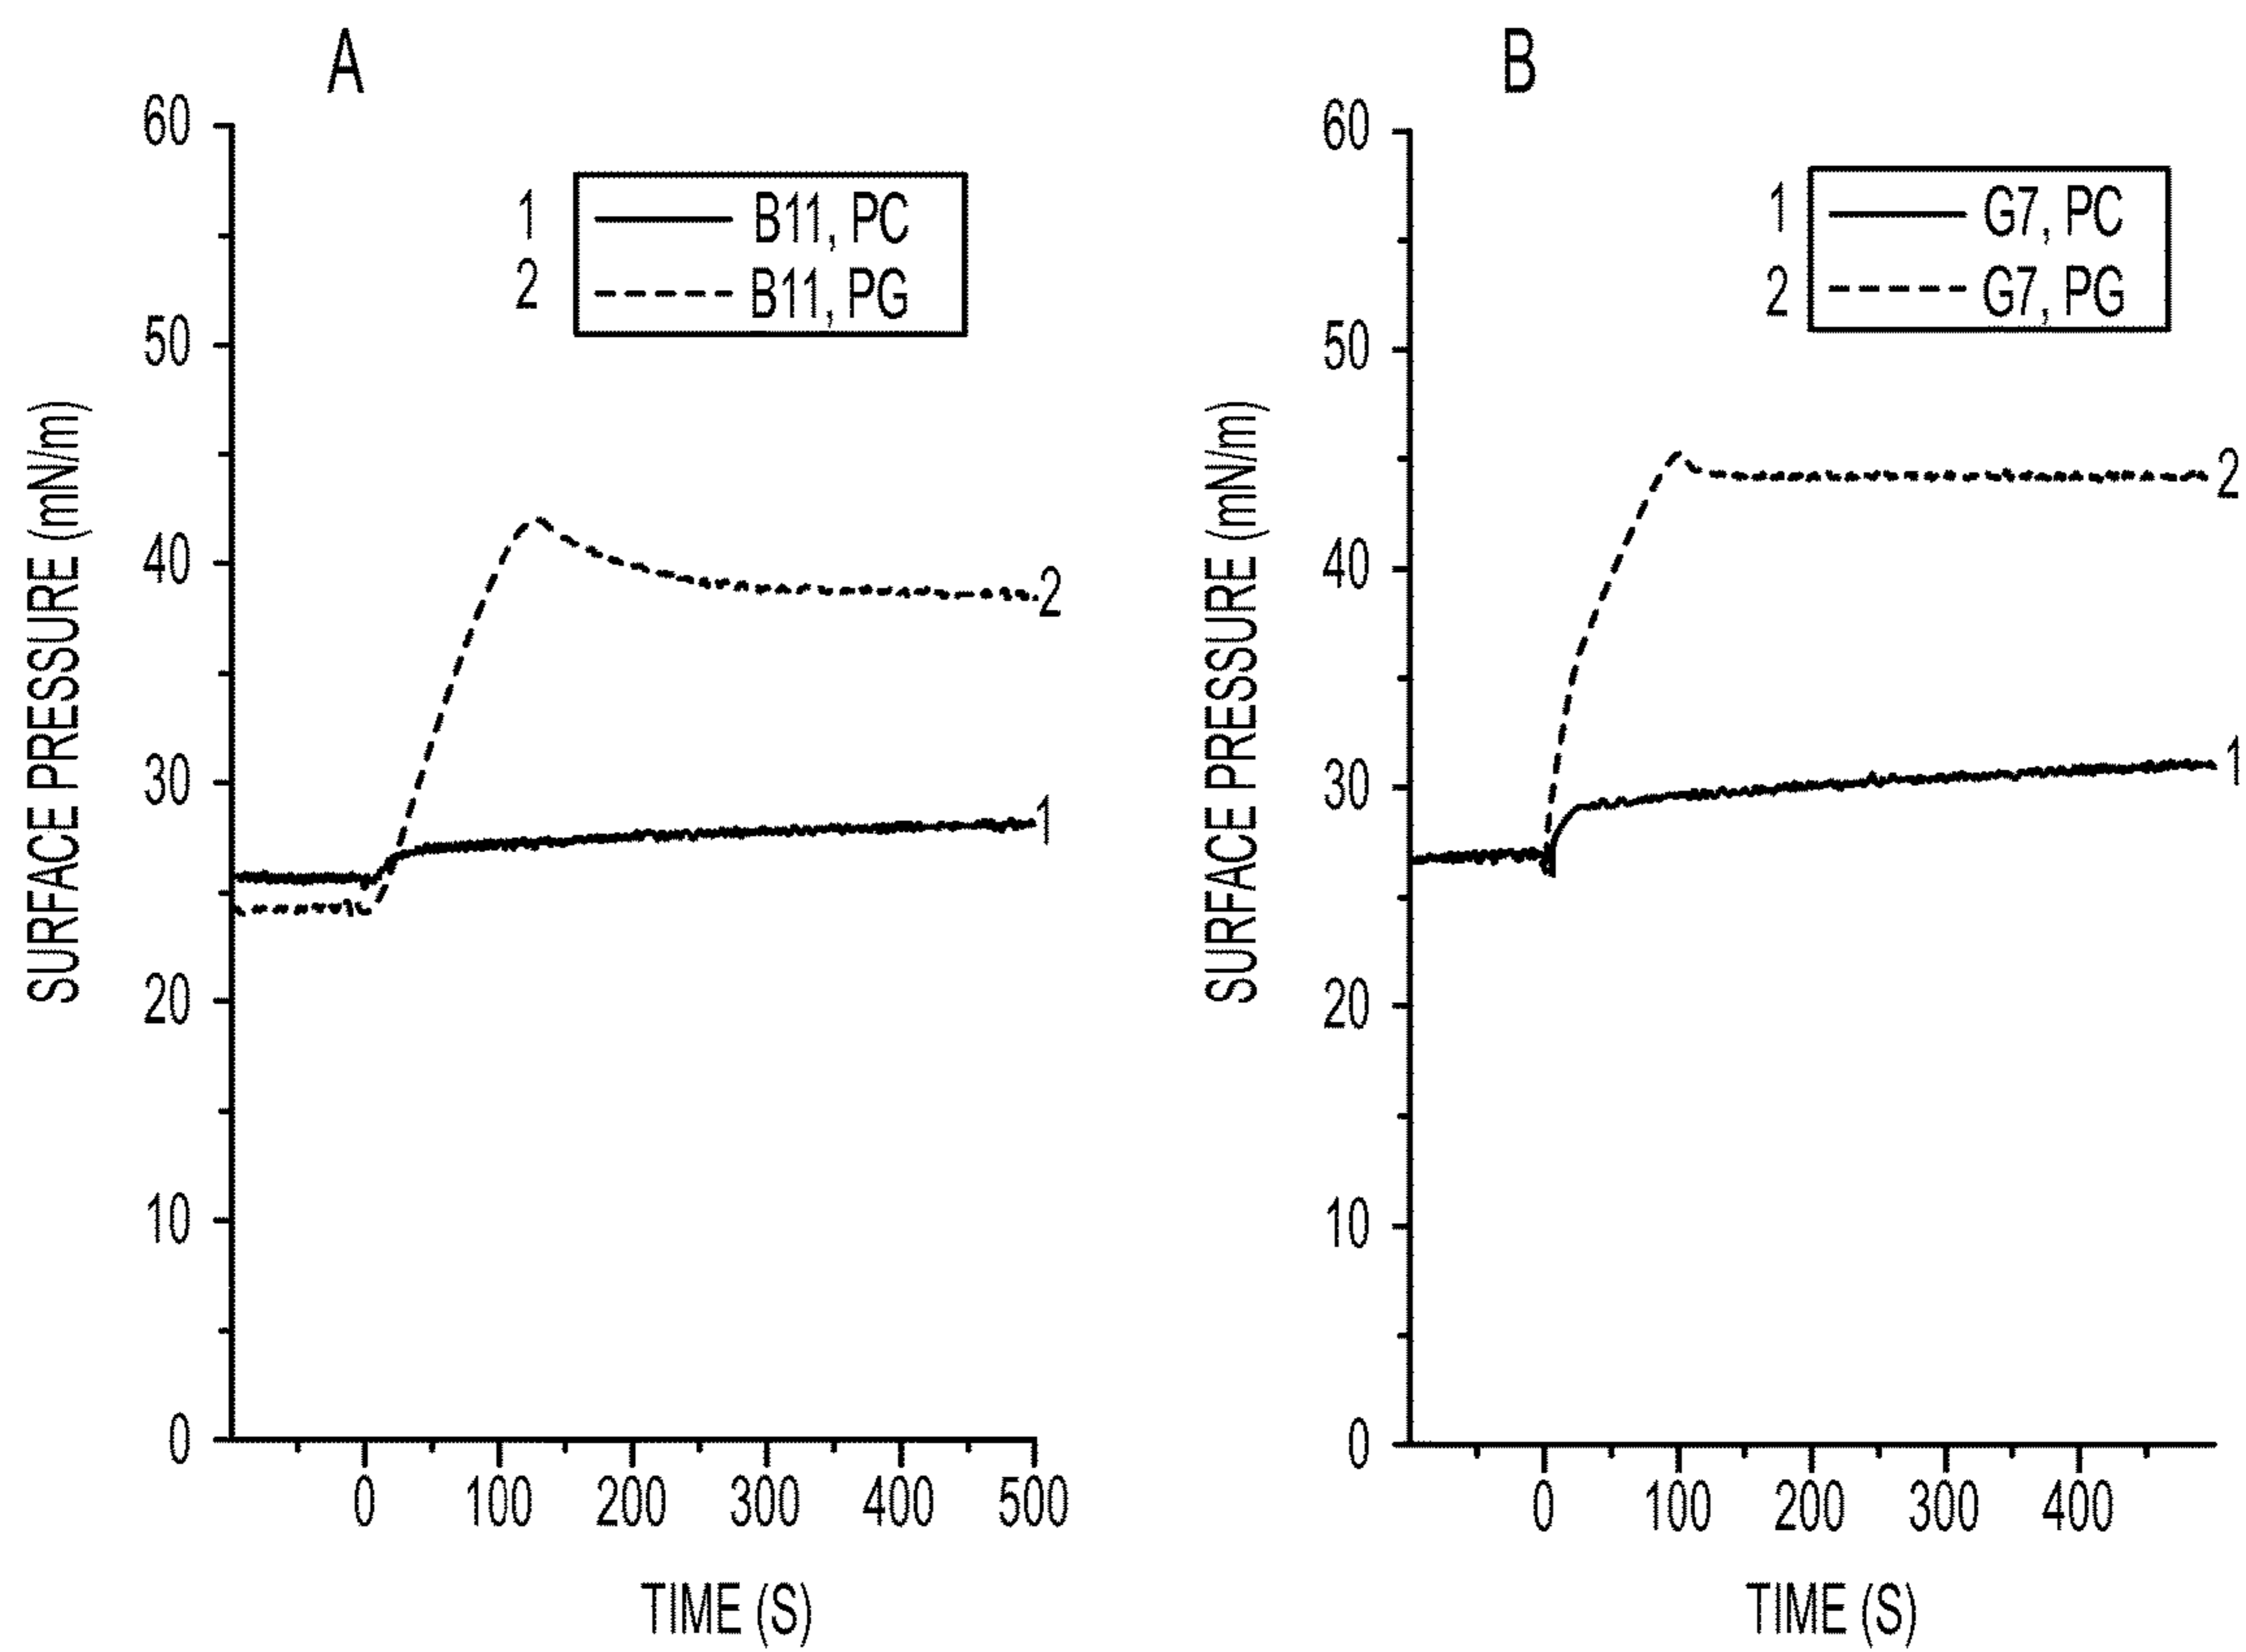 A
60
50
40
30
20
10
0
SURFACE PRESSURE (mN/m)
1 B11, PC
2 B11, PG
2
1
0 100 200 300 400 500
TIME (S)
B
60
50
40
30
20
10
0
SURFACE PRESSURE (mN/m)
1 G7, PC
2 G7, PG
2
1
0 100 200 300 400
TIME (S)